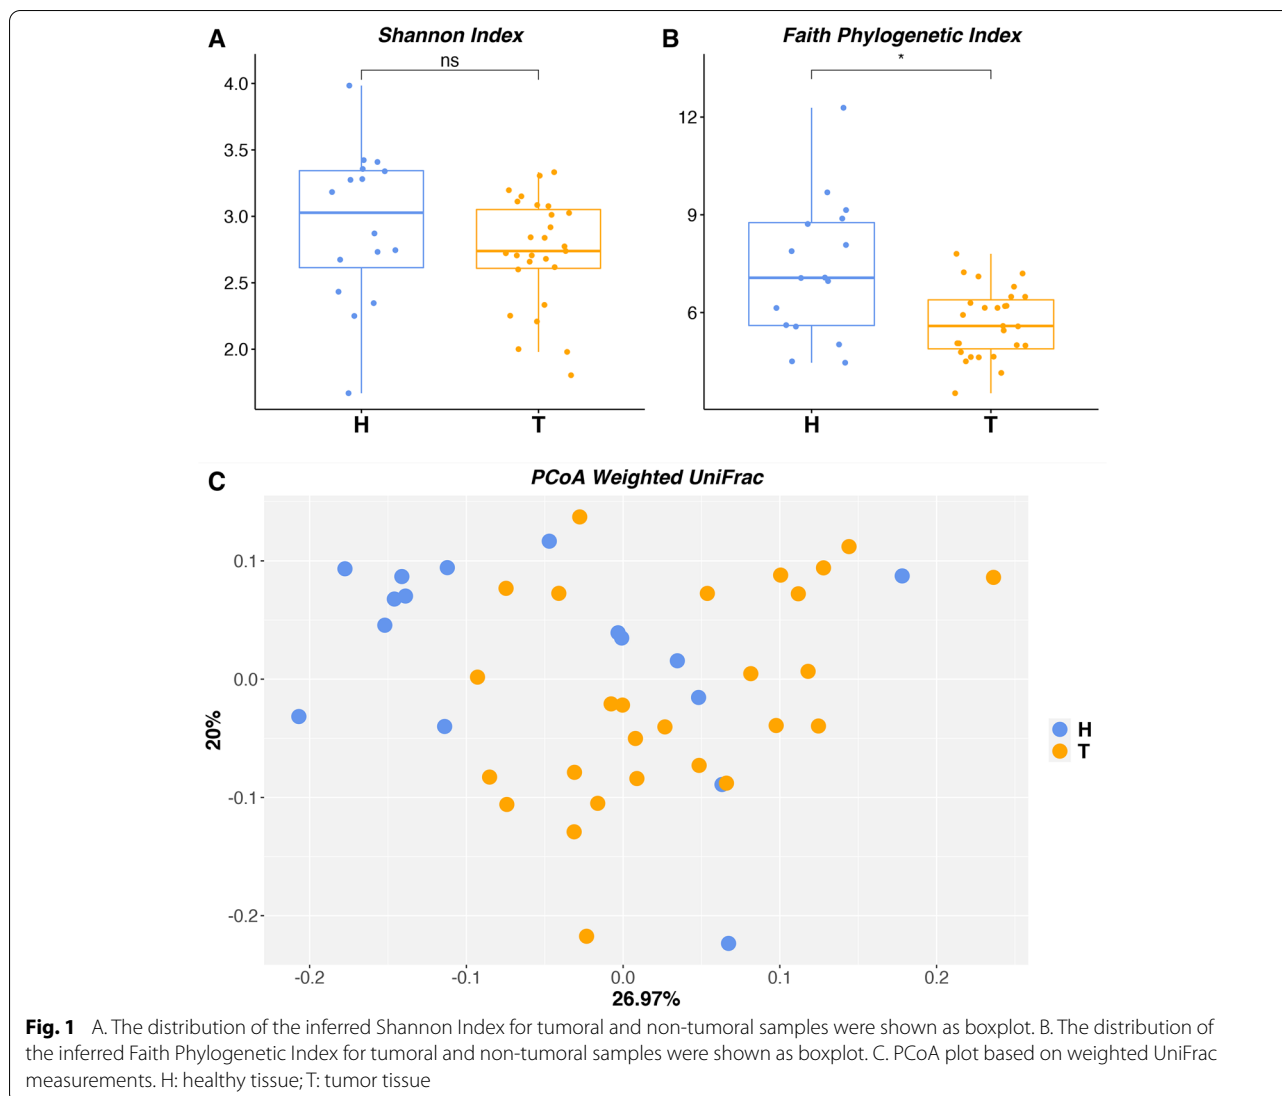 A
Shannon Index
ns
4.0
3.5
3.0
2.5
2.0
H
T
B
Faith Phylogenetic Index
*
12
9
6
H
T
C
PCoA Weighted UniFrac
0.1
0.0
-0.1
-0.2
20%
-0.2
-0.1
0.0
0.1
0.2
26.97%
H
T
Fig. 1 A. The distribution of the inferred Shannon Index for tumoral and non-tumoral samples were shown as boxplot. B. The distribution of
the inferred Faith Phylogenetic Index for tumoral and non-tumoral samples were shown as boxplot. C. PCoA plot based on weighted UniFrac
measurements. H: healthy tissue; T: tumor tissue